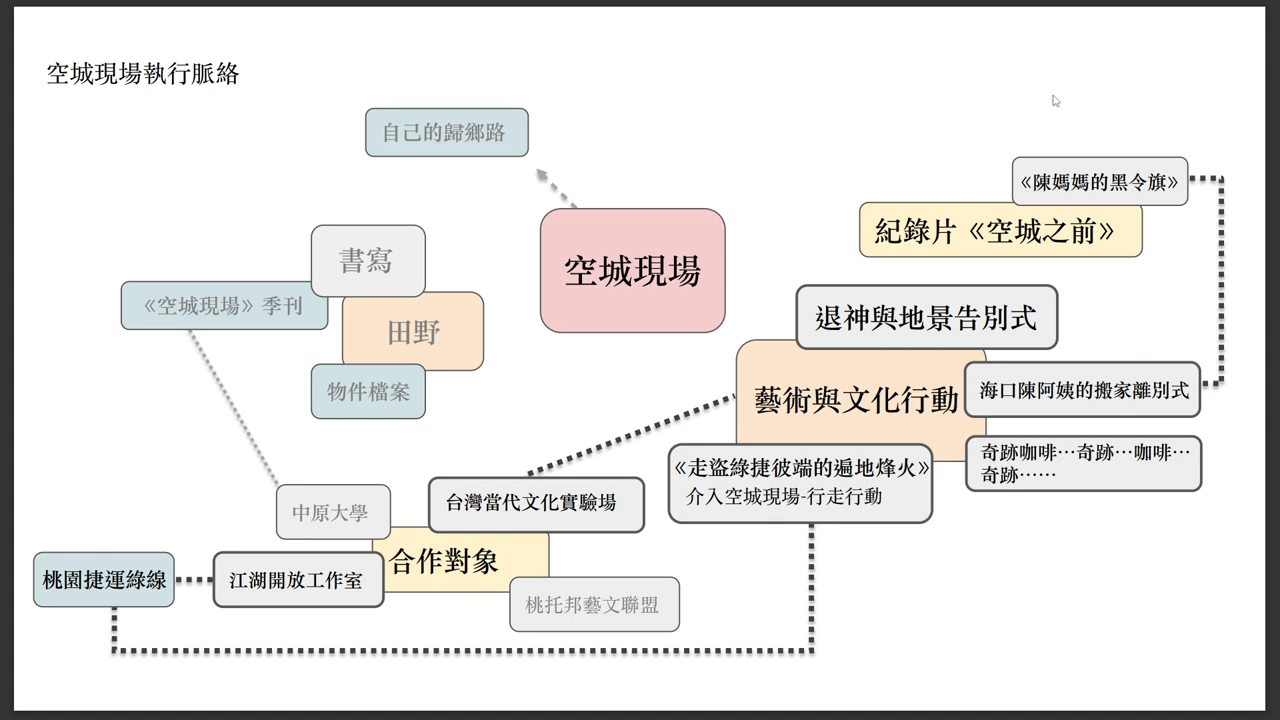 空城現場執行脈絡
自己的歸鄉路
《陳媽媽的黑令旗》
紀錄片《空城之前》
書寫
空城現場
《空城現場》季刊
田野
退神與地景告別式
物件檔案
藝術與文化行動
海口陳阿姨的搬家離別式
奇跡咖啡…奇跡…咖啡…
奇跡……
《走盜綠捷彼端的遍地烽火》
介入空城現場-行走行動
台灣當代文化實驗場
中原大學
合作對象
桃園捷運綠線
江湖開放工作室
桃托邦藝文聯盟